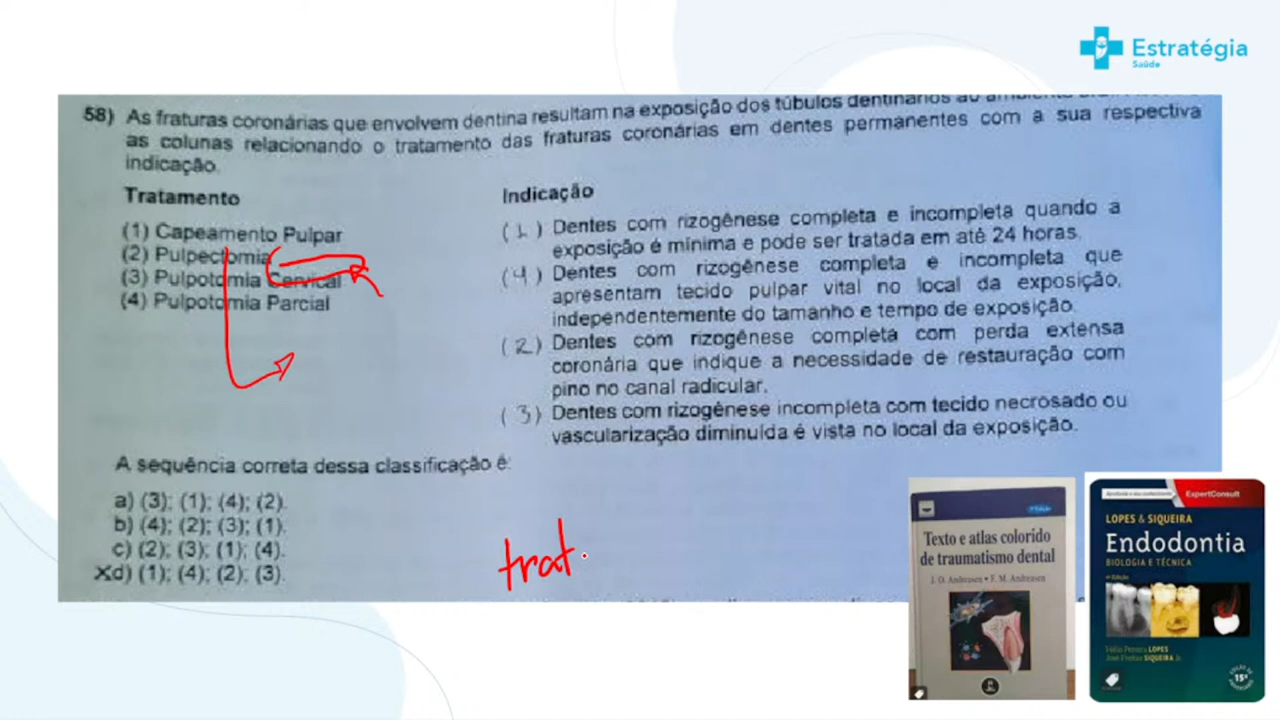 Estratégia
Saúde
58) As fraturas coronárias que envolvem dentina resultam na exposição dos túbulos dentinários ao
as colunas relacionando o tratamento das fraturas coronárias em dentes permanentes com a sua respectiva
indicação.
Tratamento
(1) Capeamento Pulpar
(2) Pulpectomia
(3) Pulpotomia Cervical
(4) Pulpotomia Parcial
Indicação
(1) Dentes com rizogênese completa e incompleta quando a
exposição é mínima e pode ser tratada em até 24 horas.
(4) Dentes com rizogênese completa e incompleta que
apresentam tecido pulpar vital no local da exposição,
independentemente do tamanho e tempo de exposição.
(2) Dentes com rizogênese completa com perda extensa
coronária que indique a necessidade de restauração com
pino no canal radicular.
(3) Dentes com rizogênese incompleta com tecido necrosado ou
vascularização diminuída é vista no local da exposição.
A sequência correta dessa classificação é:
a) (3); (1); (4); (2).
b) (4); (2); (3); (1).
c) (2); (3); (1); (4).
Xd) (1); (4); (2); (3).
trat
Texto e atlas colorido
de traumatismo dental
J. O. Andreasen • F. M. Andreasen
ExpertConsult
LOPES & SIQUEIRA
Endodontia
BIOLOGIA E TÉCNICA
4ª Edição
Hélio Pereira LOPES
José Freitas SIQUEIRA Jr.